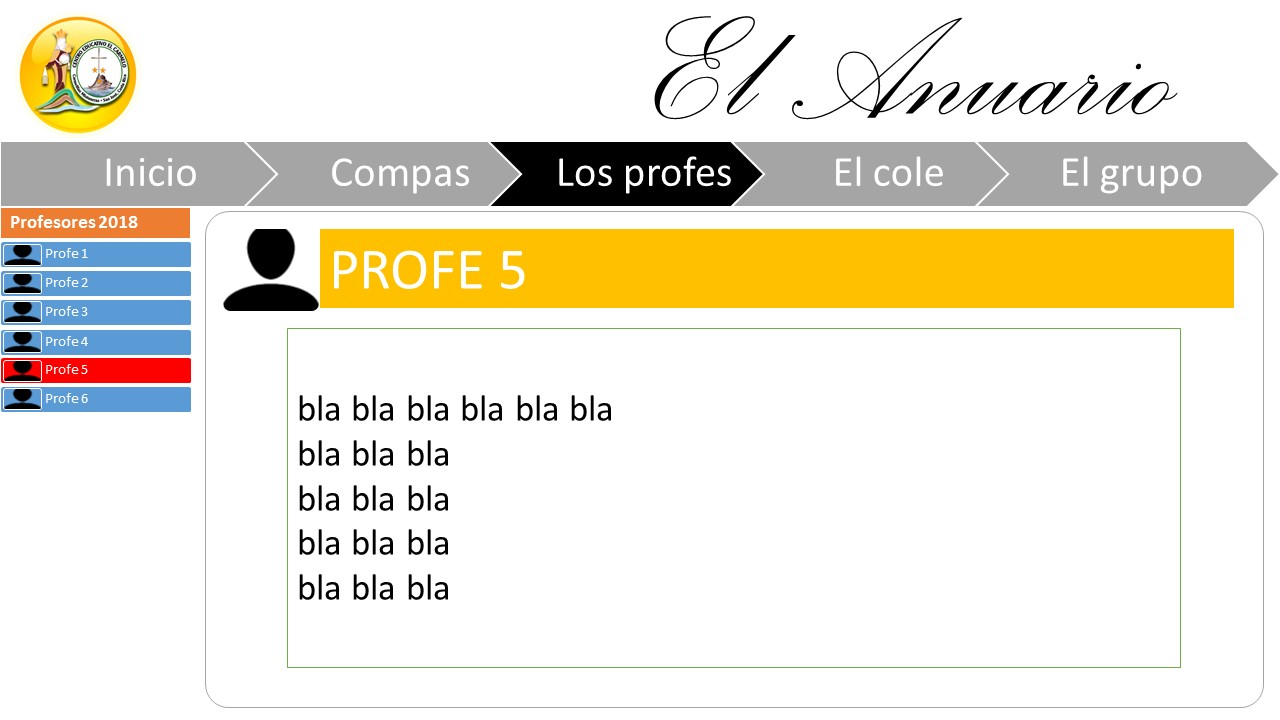 CENTRO EDUCATIVO EL CARMELO
El Anuario
Inicio
Compas
Los profes
El cole
El grupo
Profesores 2018
Profe 1
Profe 2
Profe 3
Profe 4
Profe 5
Profe 6
PROFE 5
bla bla bla bla bla bla
bla bla bla
bla bla bla
bla bla bla
bla bla bla